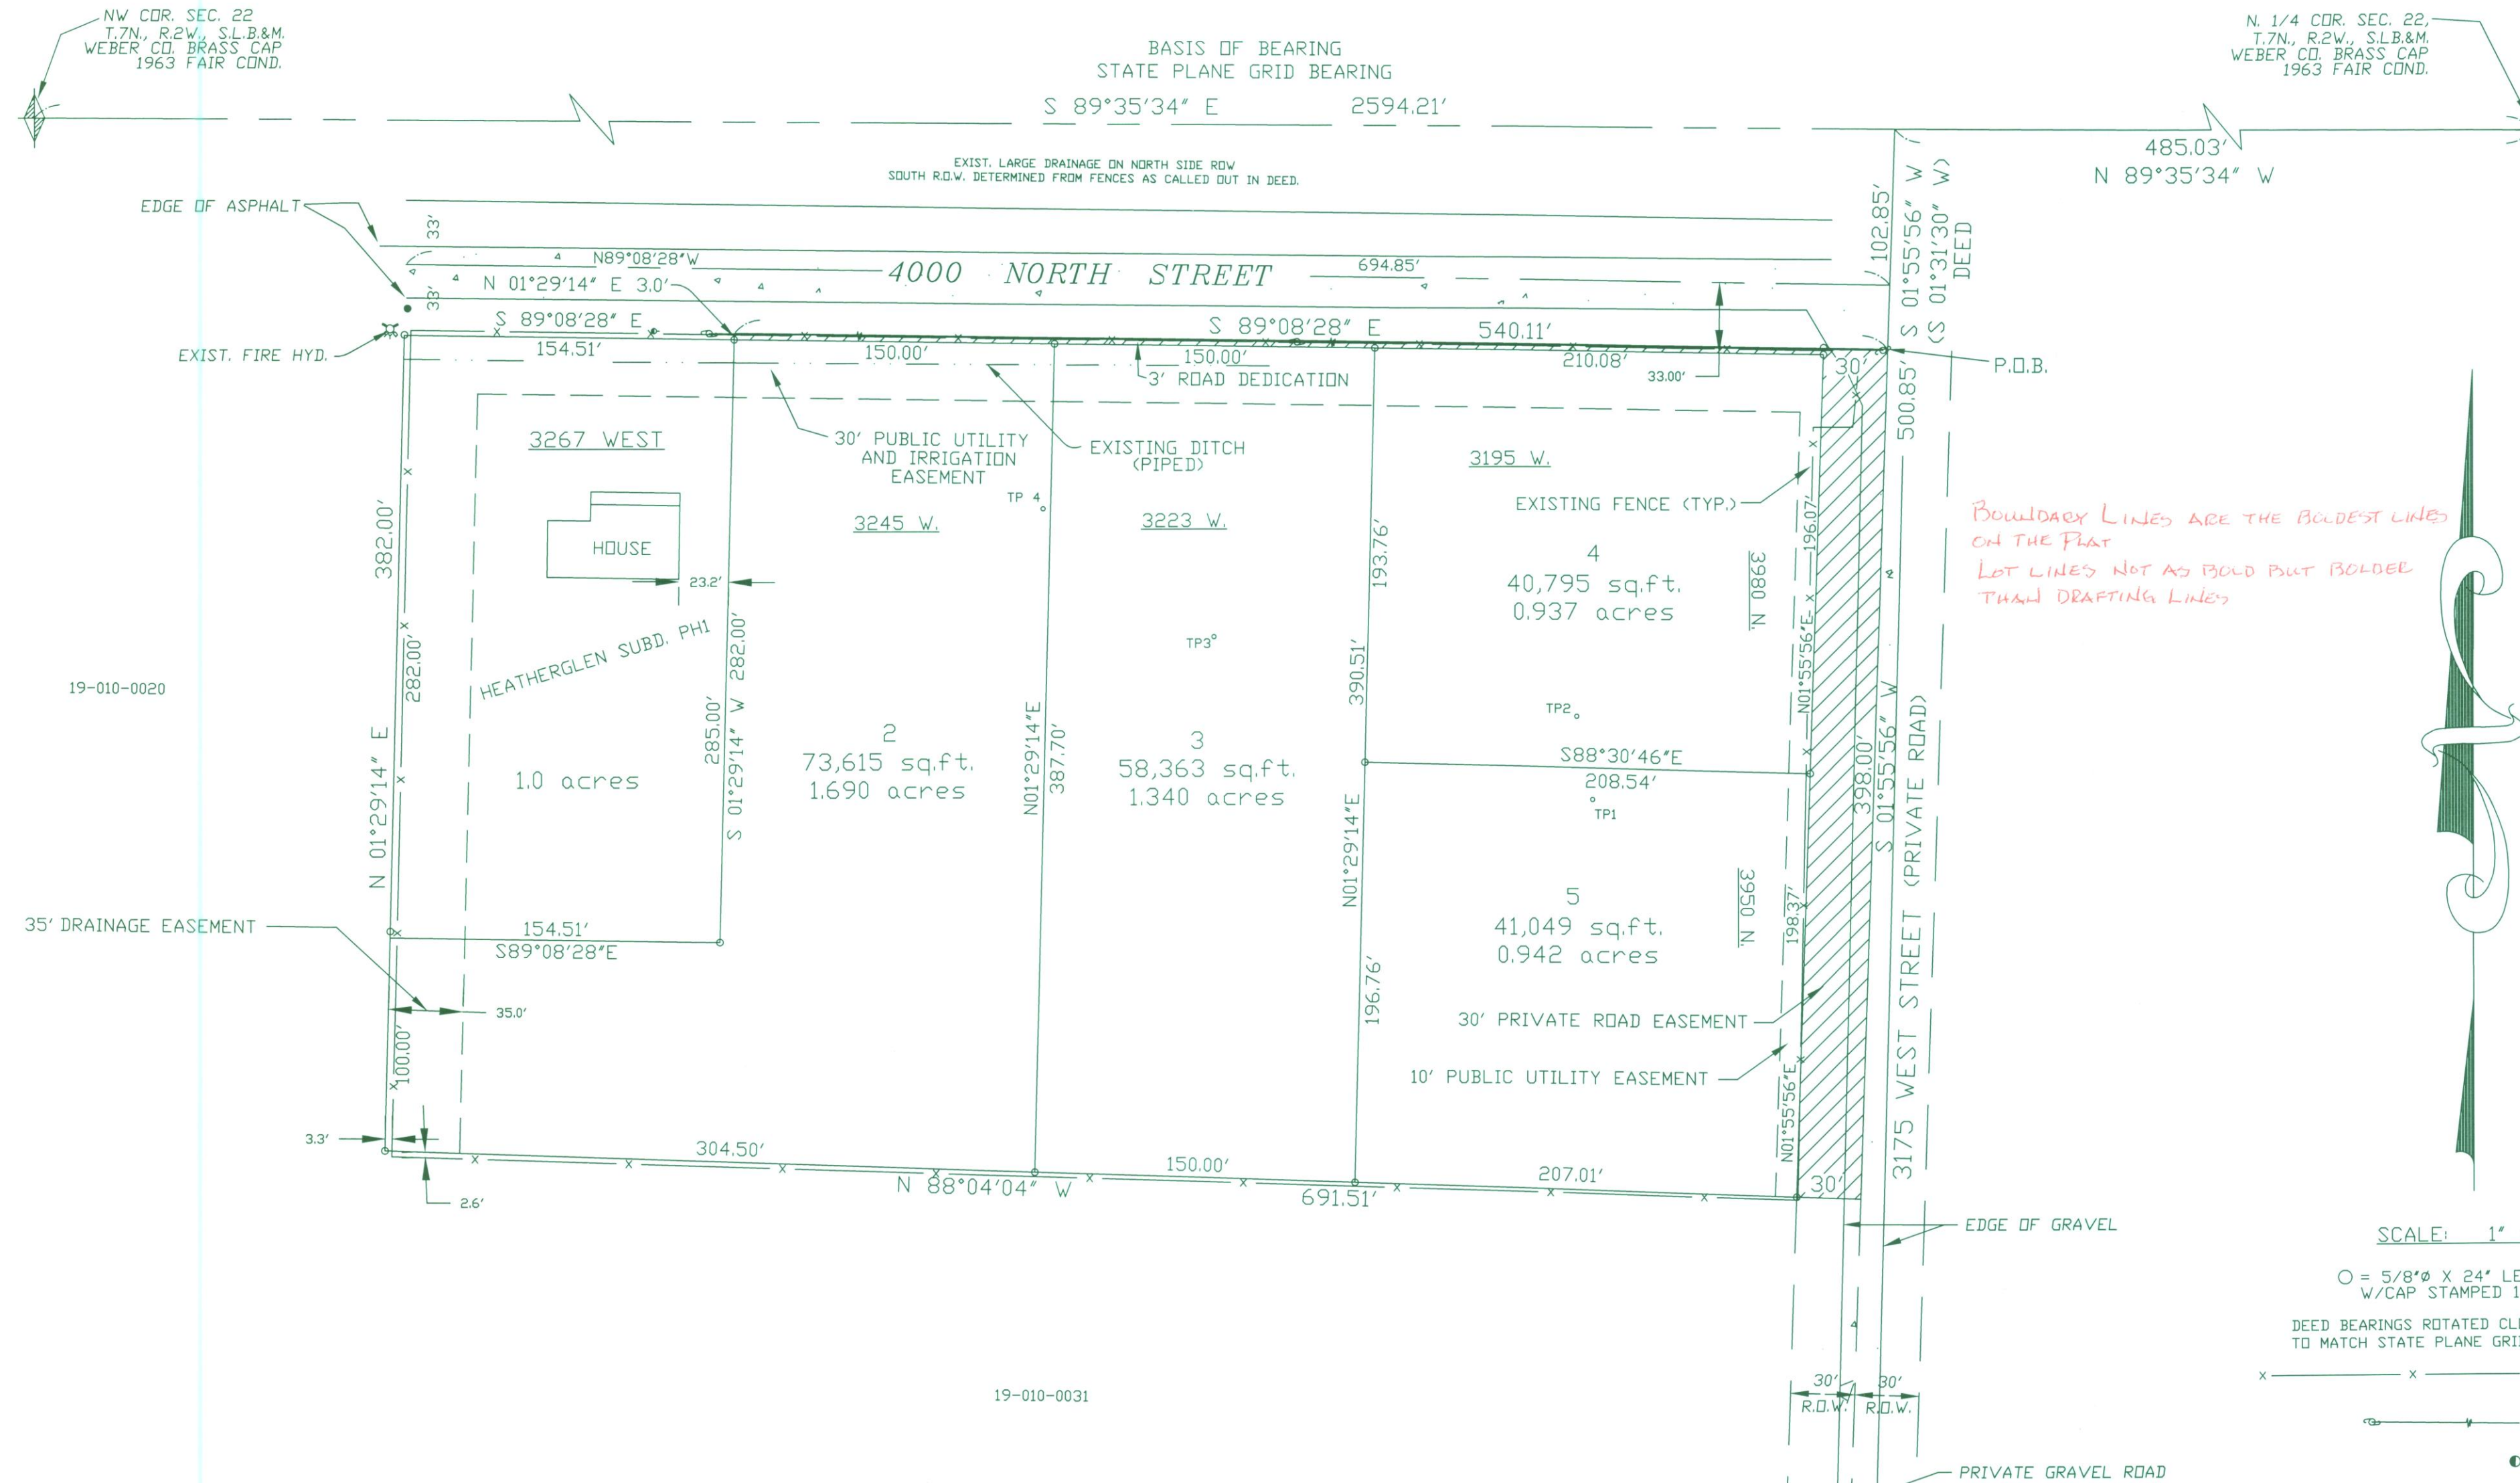 NW COR. SEC. 22
T.7N., R.2W., S.L.B.&M.
WEBER CO. BRASS CAP
1963 FAIR COND.
BASIS OF BEARING
STATE PLANE GRID BEARING
S 89°35'34" E 2594.21'
N. 1/4 COR. SEC. 22,
T.7N., R.2W., S.L.B.&M.
WEBER CO. BRASS CAP
1963 FAIR COND.
485.03'
N 89°35'34" W
EXIST. LARGE DRAINAGE ON NORTH SIDE ROW
SOUTH R.O.W. DETERMINED FROM FENCES AS CALLED OUT IN DEED.
EDGE OF ASPHALT
33'
33'
N89°08'28"W
4000 NORTH STREET
694.85'
102.85'
S 01°55'56" W
(S 01°31'30" W)
DEED
N 01°29'14" E 3.0'
S 89°08'28" E
S 89°08'28" E
540.11'
EXIST. FIRE HYD.
154.51'
150.00'
150.00'
210.08'
30'
33.00'
P.O.B.
3' ROAD DEDICATION
500.85'
3267 WEST
30' PUBLIC UTILITY
AND IRRIGATION
EASEMENT
EXISTING DITCH
(PIPED)
3195 W.
TP 4
EXISTING FENCE (TYP.)
3245 W.
3223 W.
HOUSE
23.2'
382.00'
282.00'
HEATHERGLEN SUBD. PH1
S 01°29'14" W 282.00'
285.00'
193.76'
390.51'
4
40,795 sq.ft.
0.937 acres
3980 N.
196.07'
N01°55'56"E
BOUNDARY LINES ARE THE BOLDEST LINES
ON THE PLAT
LOT LINES NOT AS BOLD BUT BOLDER
THAN DRAFTING LINES
TP3
19-010-0020
TP2
N 01°29'14" E
1.0 acres
2
73,615 sq.ft.
1.690 acres
N01°29'14"E
387.70'
3
58,363 sq.ft.
1.340 acres
S88°30'46"E
208.54'
TP1
N01°29'14"E
398.00'
S 01°55'56" W
3175 WEST STREET (PRIVATE ROAD)
5
41,049 sq.ft.
0.942 acres
3950 N.
198.37'
35' DRAINAGE EASEMENT
154.51'
S89°08'28"E
35.0'
100.00'
196.76'
30' PRIVATE ROAD EASEMENT
10' PUBLIC UTILITY EASEMENT
N01°55'56"E
3.3'
2.6'
304.50'
N 88°04'04" W
150.00'
691.51'
207.01'
30'
EDGE OF GRAVEL
SCALE: 1"
= 5/8"ø X 24" LE
W/CAP STAMPED 1
DEED BEARINGS ROTATED CL
TO MATCH STATE PLANE GRI
19-010-0031
30'
30'
R.O.W.
R.O.W.
PRIVATE GRAVEL ROAD